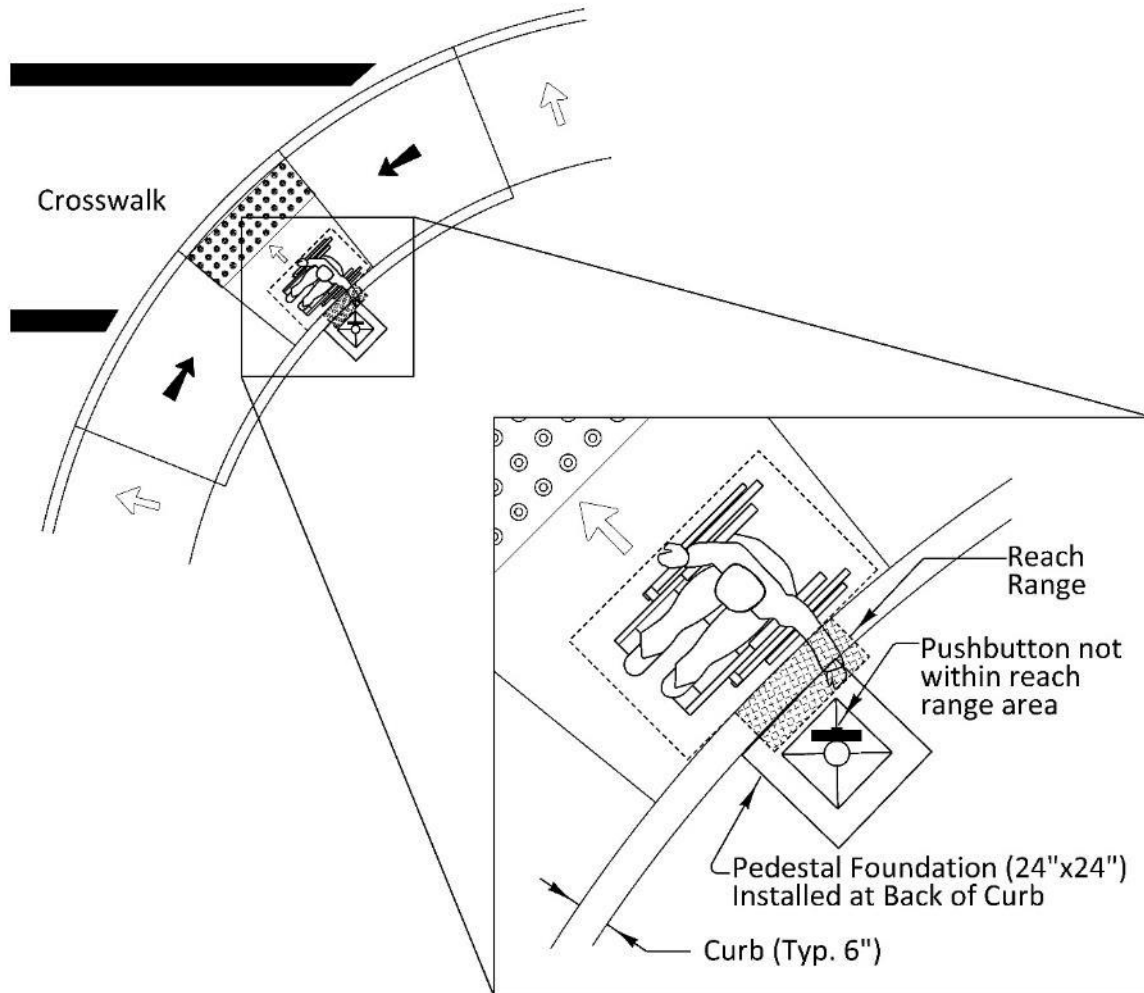 Crosswalk
Reach
Range
Pushbutton not
within reach
range area
Pedestal Foundation (24"x24")
Installed at Back of Curb
Curb (Typ. 6")